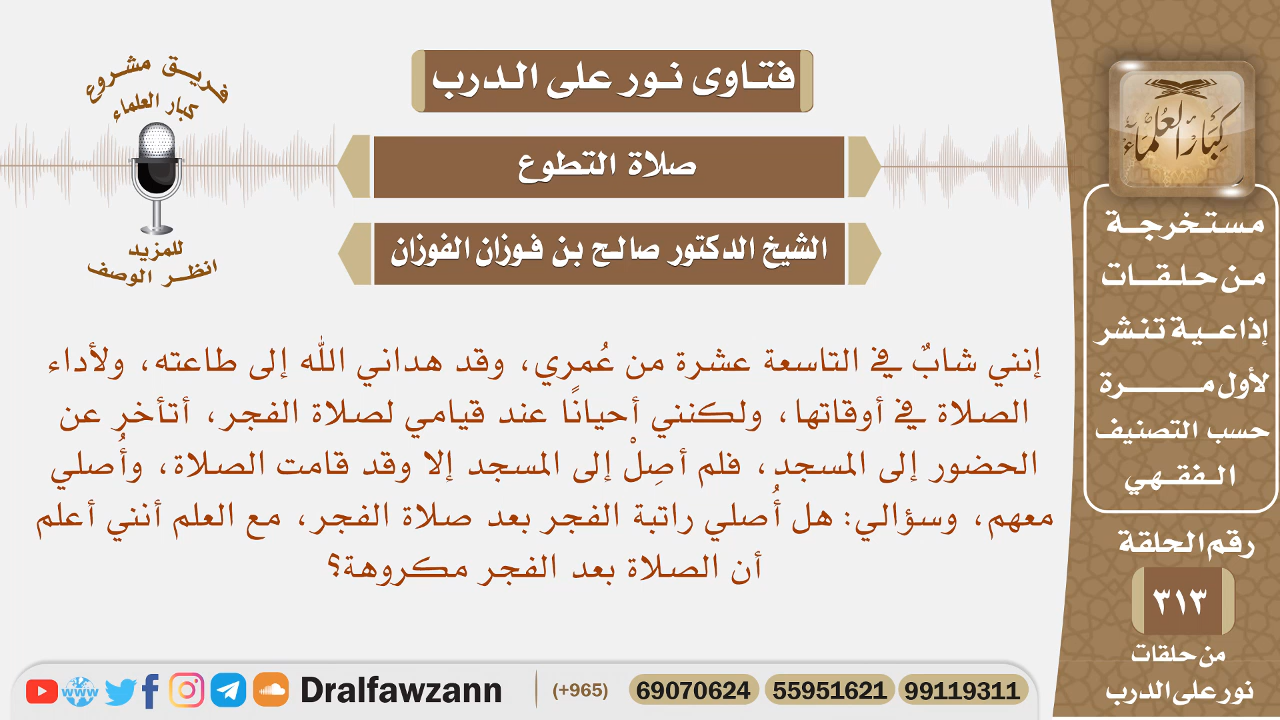 فتاوى نور على الدرب
صلاة التطوع
الشيخ الدكتور صالح بن فوزان الفوزان
فريق مشروع
كبار العلماء
للمزيد
انظر الوصف
إنني شابٌ في التاسعة عشرة من عُمري، وقد هداني الله إلى طاعته، ولأداء
الصلاة في أوقاتها، ولكنني أحيانًا عند قيامي لصلاة الفجر، أتأخر عن
الحضور إلى المسجد، فلم أصِلْ إلى المسجد إلا وقد قامت الصلاة، وأُصلي
معهم، وسؤالي: هل أُصلي راتبة الفجر بعد صلاة الفجر، مع العلم أنني أعلم
أن الصلاة بعد الفجر مكروهة؟
كِبَارُ العُلَمَاء
مستخرجة
من حلقات
إذاعية تنشر
لأول مرة
حسب التصنيف
الفقهي
رقم الحلقة
٣١٣
من حلقات
نور على الدرب
www
Dralfawzann
(+965) 69070624 55951621 99119311